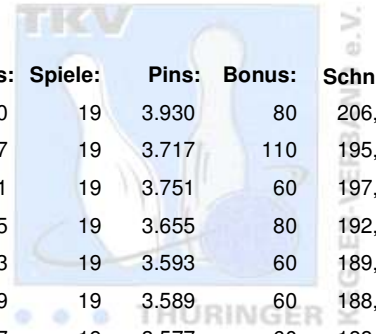 TKV
s: Spiele: Pins: Bonus: Schn
0 19 3.930 80 206,
7 19 3.717 110 195,
1 19 3.751 60 197,
5 19 3.655 80 192,
3 19 3.593 60 189,
9 19 3.589 60 188,
THÜRINGER